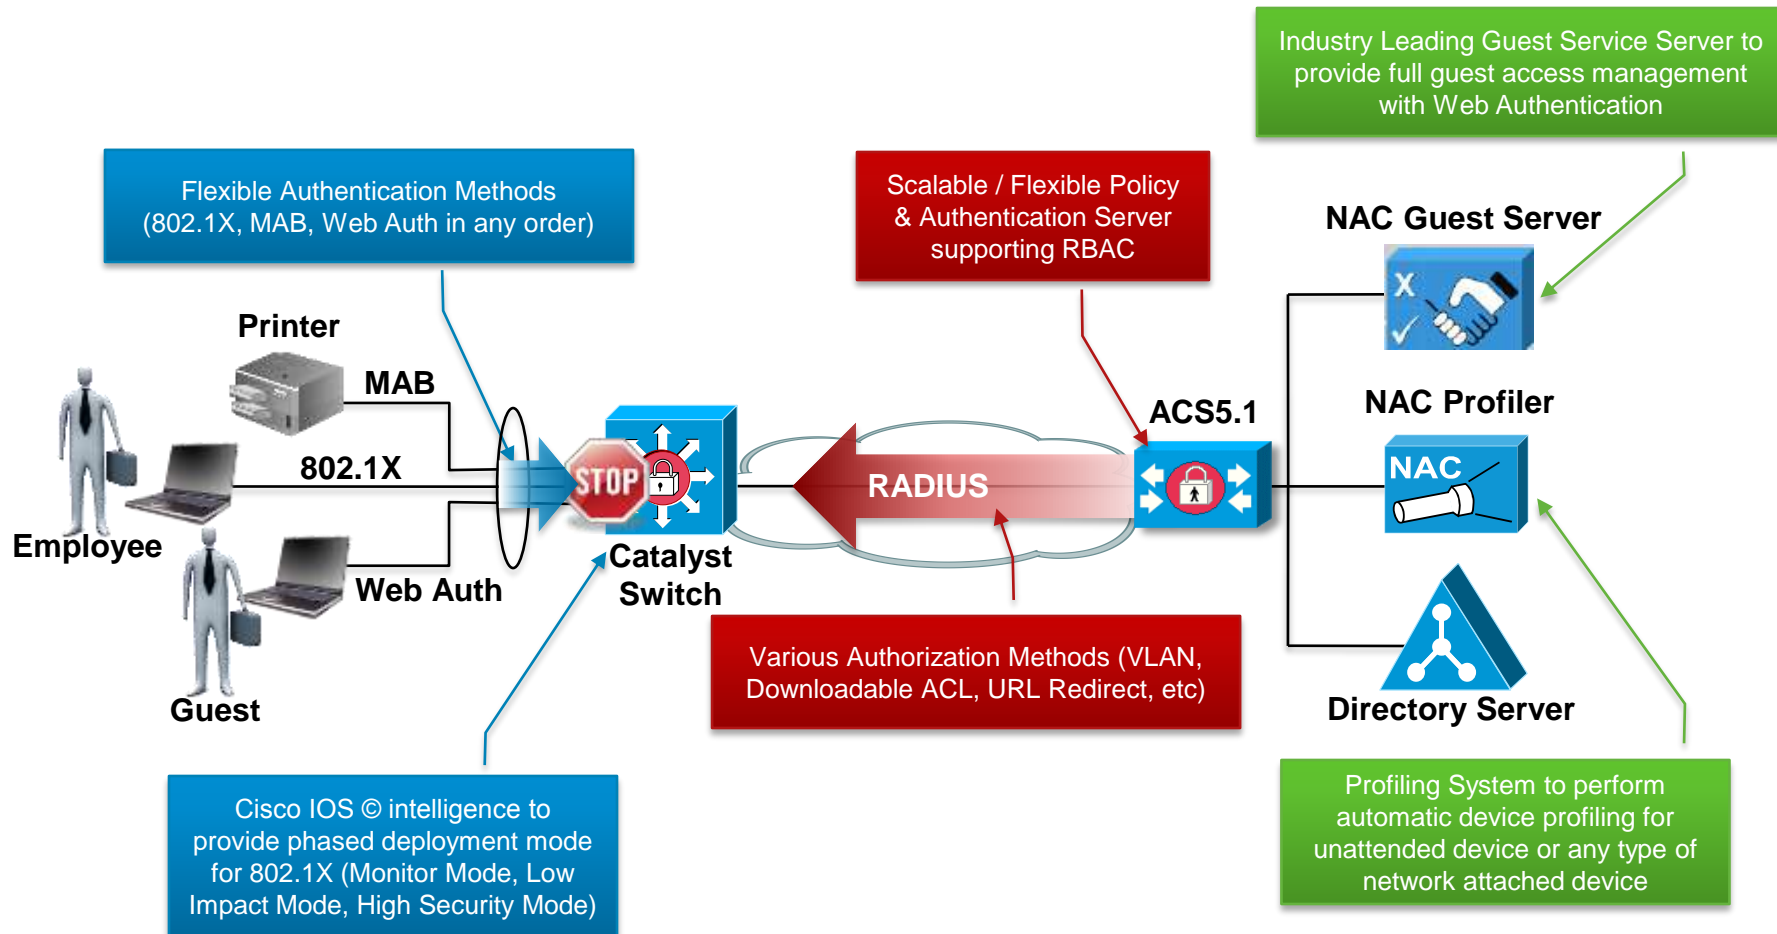 Industry Leading Guest Service Server to
provide full guest access management
with Web Authentication
Flexible Authentication Methods
(802.1X, MAB, Web Auth in any order)
Scalable / Flexible Policy
& Authentication Server
supporting RBAC
NAC Guest Server
X
Printer
MAB
ACS5.1
NAC Profiler
802.1X
STOP
RADIUS
NAC
Employee
Catalyst
Switch
Web Auth
Guest
Various Authorization Methods (VLAN,
Downloadable ACL, URL Redirect, etc)
Directory Server
Cisco IOS © intelligence to
provide phased deployment mode
for 802.1X (Monitor Mode, Low
Impact Mode, High Security Mode)
Profiling System to perform
automatic device profiling for
unattended device or any type of
network attached device